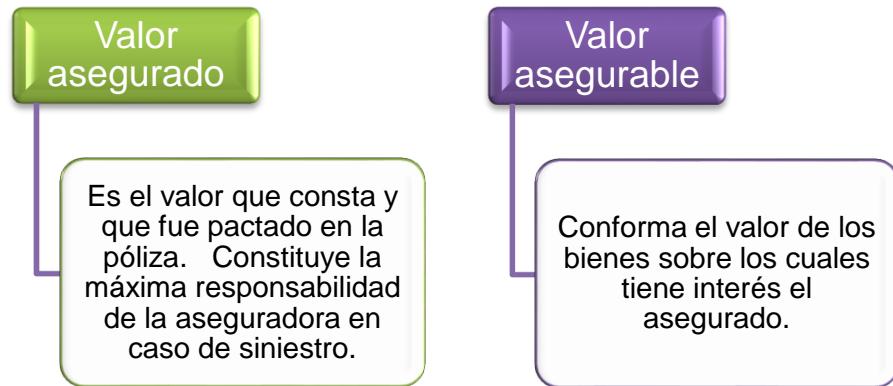 Valor
asegurado
Es el valor que consta y
que fue pactado en la
póliza. Constituye la
máxima responsabilidad
de la aseguradora en
caso de siniestro.
Valor
asegurable
Conforma el valor de los
bienes sobre los cuales
tiene interés el
asegurado.